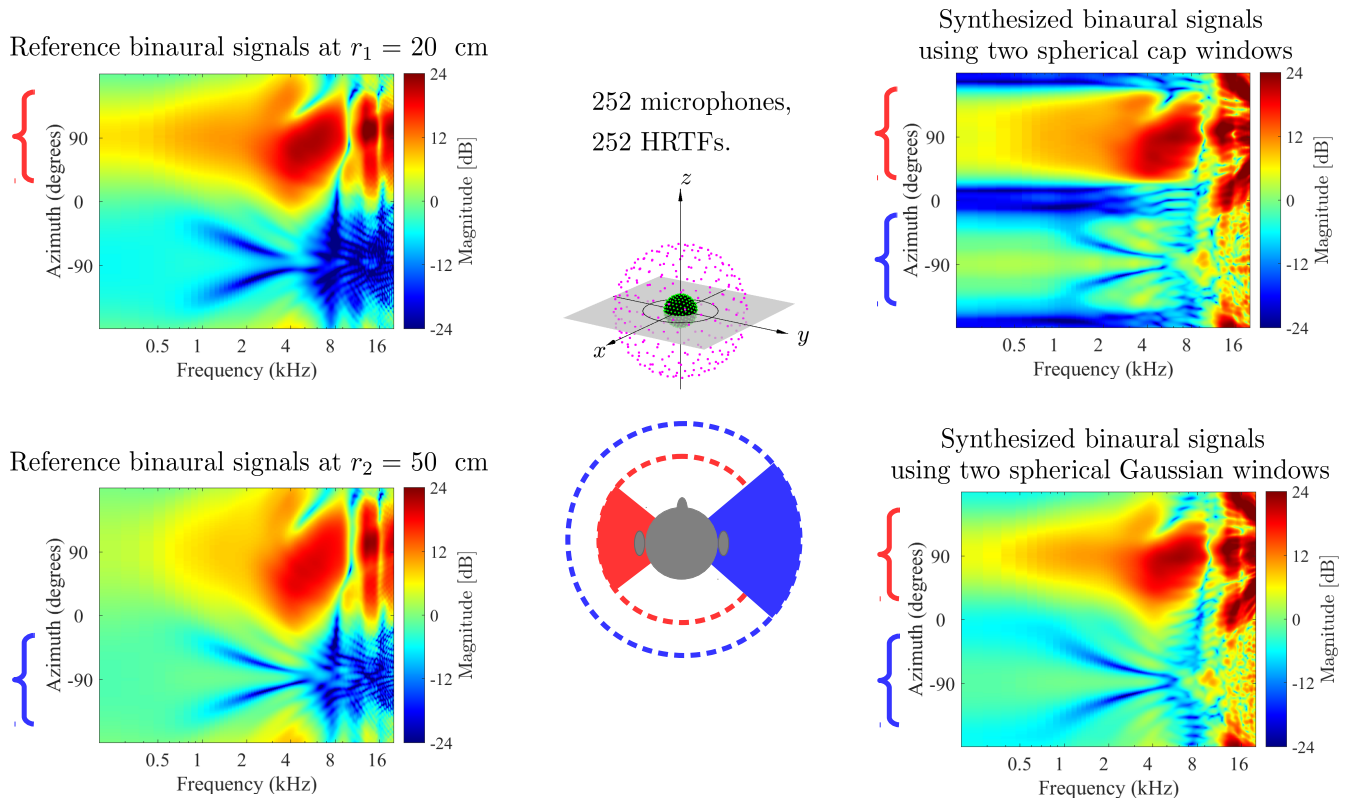 Reference binaural signals at r₁ = 20 cm
Azimuth (degrees)
90
0
-90
0.5 1 2 4 8 16
Frequency (kHz)
24
12
0
-12
-24
Magnitude [dB]
252 microphones,
252 HRTFs.
z
x
y
Synthesized binaural signals
using two spherical cap windows
Azimuth (degrees)
90
0
-90
0.5 1 2 4 8 16
Frequency (kHz)
24
12
0
-12
-24
Magnitude [dB]
Reference binaural signals at r₂ = 50 cm
Azimuth (degrees)
90
0
-90
0.5 1 2 4 8 16
Frequency (kHz)
24
12
0
-12
-24
Magnitude [dB]
Synthesized binaural signals
using two spherical Gaussian windows
Azimuth (degrees)
90
0
-90
0.5 1 2 4 8 16
Frequency (kHz)
24
12
0
-12
-24
Magnitude [dB]